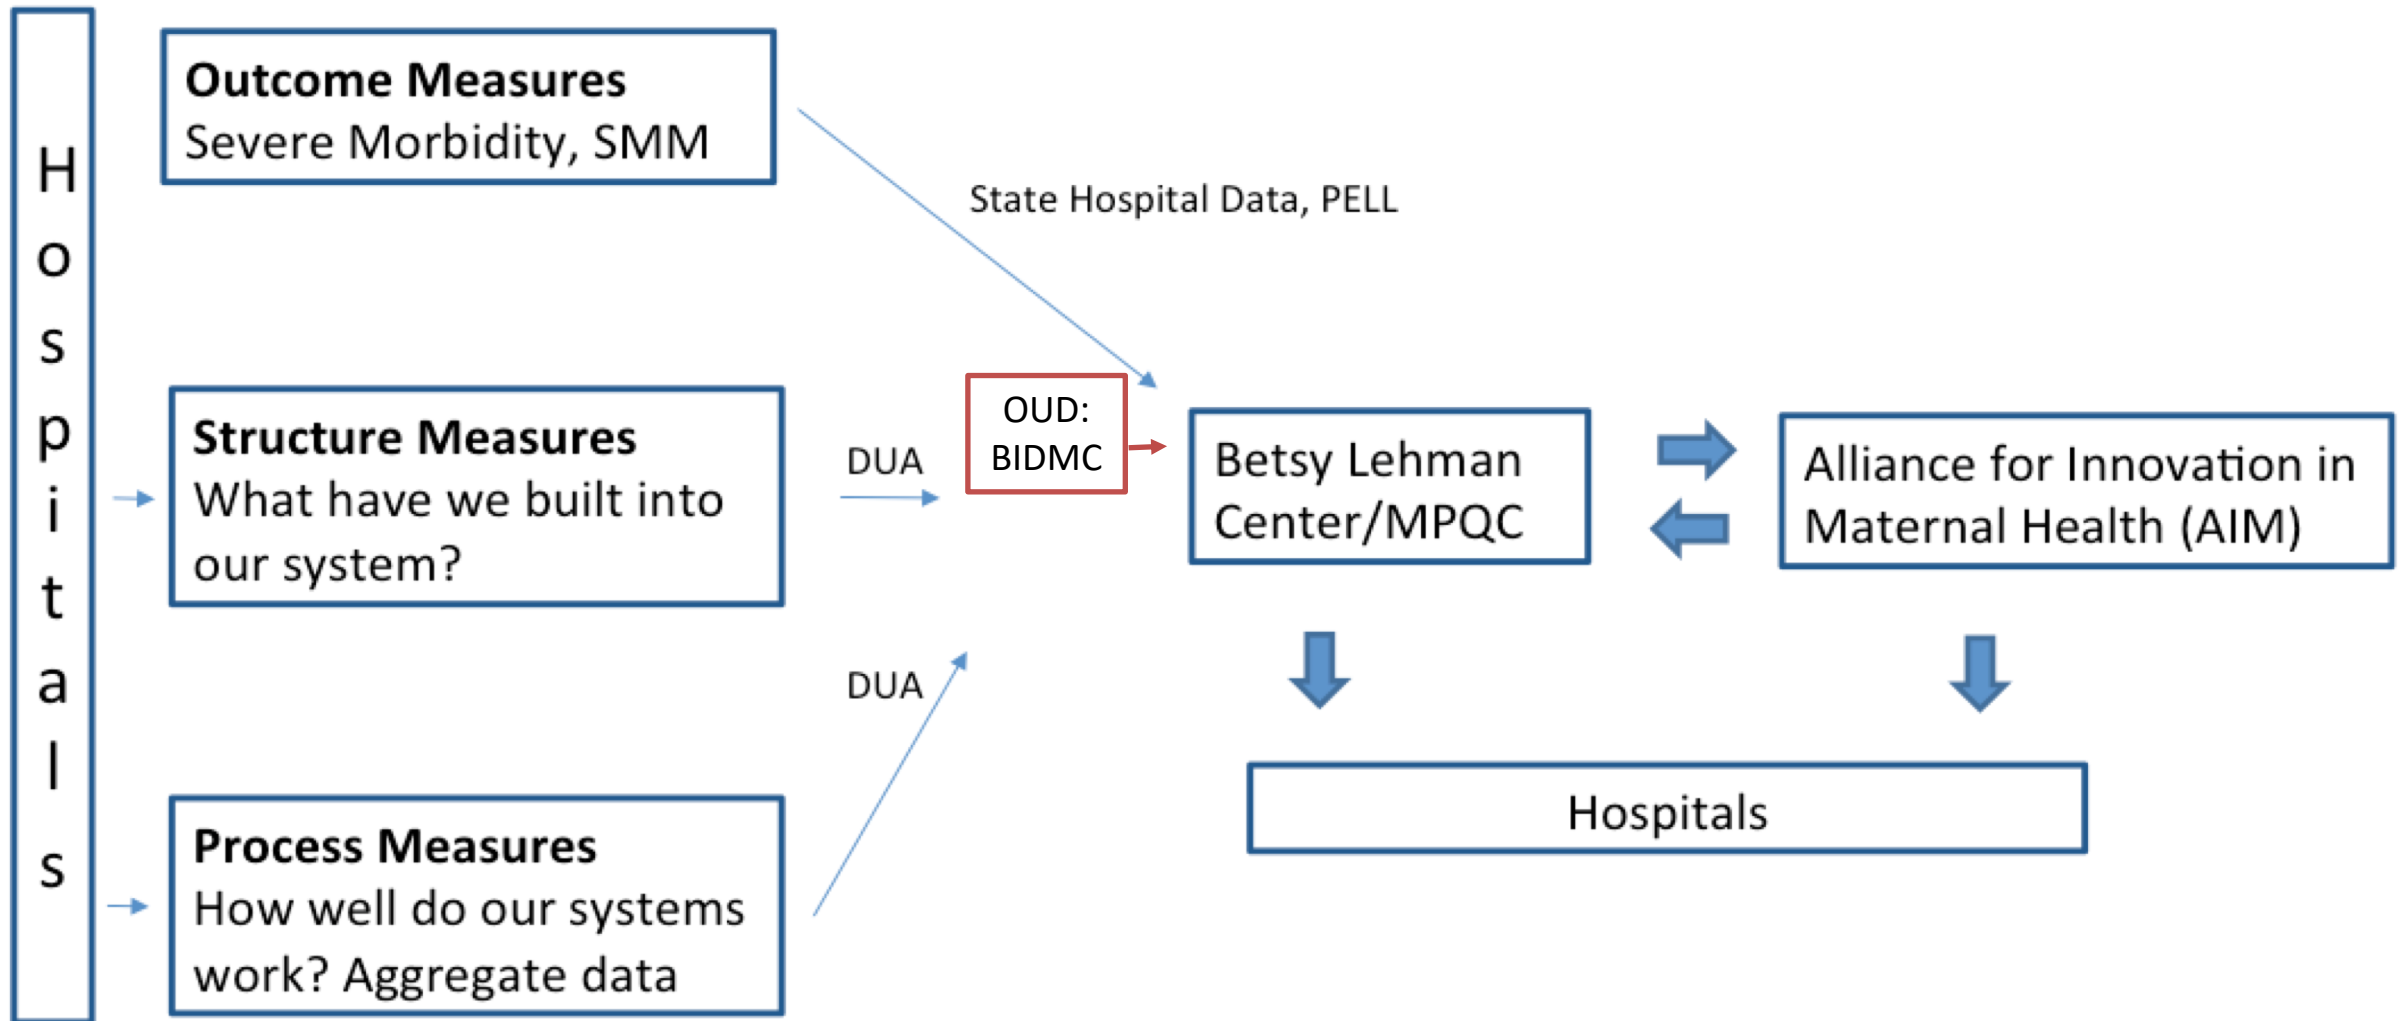 Hospitals
Outcome Measures
Severe Morbidity, SMM
State Hospital Data, PELL
Structure Measures
What have we built into
our system?
DUA
OUD:
BIDMC
Betsy Lehman
Center/MPQC
Alliance for Innovation in
Maternal Health (AIM)
DUA
Process Measures
How well do our systems
work? Aggregate data
Hospitals